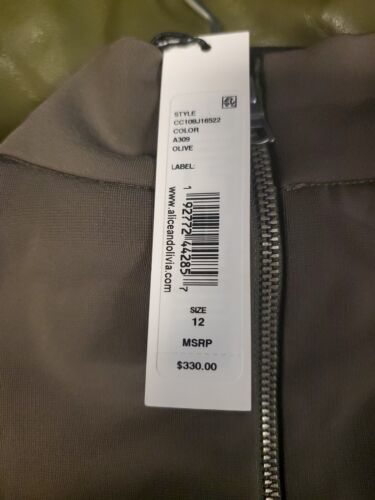 STYLE
CC108J16522
COLOR
A309
OLIVE
LABEL:
www.aliceandolivia.com
1 92772 44285 7
SIZE
12
MSRP
$330.00